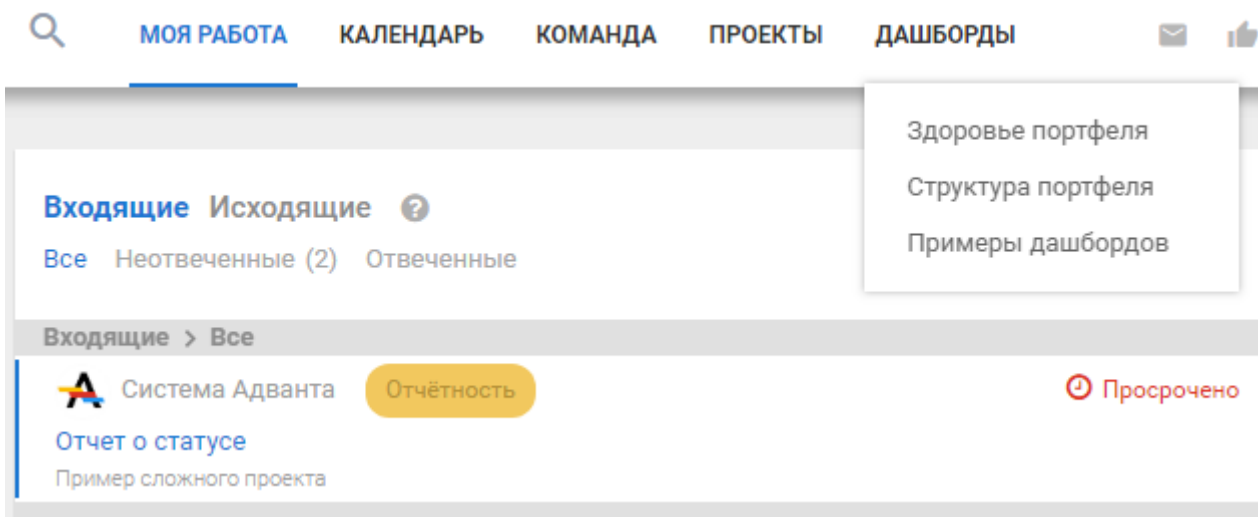 МОЯ РАБОТА КАЛЕНДАРЬ КОМАНДА ПРОЕКТЫ ДАШБОРДЫ
Здоровье портфеля
Структура портфеля
Примеры дашбордов
Входящие Исходящие ?
Все Неотвеченные (2) Отвеченные
Входящие > Все
Система Адванта Отчётность Просрочено
Отчет о статусе
Пример сложного проекта